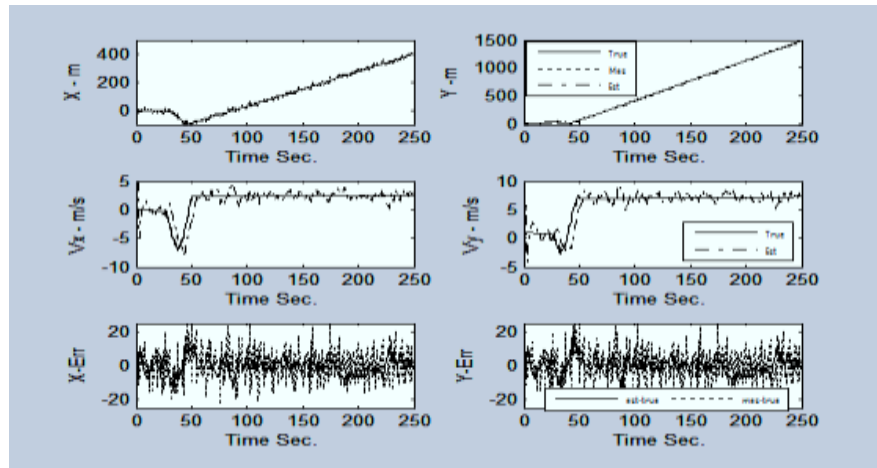 400
200
0
X - m
0 50 100 150 200 250
Time Sec.
1500
1000
500
0
Y -m
True
Mes
Est
0 50 100 150 200 250
Time Sec.
5
0
-5
-10
Vx - m/s
0 50 100 150 200 250
Time Sec.
10
5
0
-5
Vy - m/s
True
Est
0 50 100 150 200 250
Time Sec.
20
0
-20
X-Err
0 50 100 150 200 250
Time Sec.
20
0
-20
Y-Err
est-true mes-true
0 50 100 150 200 250
Time Sec.